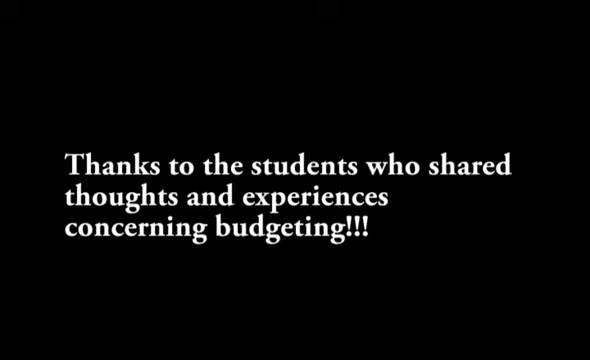 Thanks to the students who shared
thoughts and experiences
concerning budgeting!!!